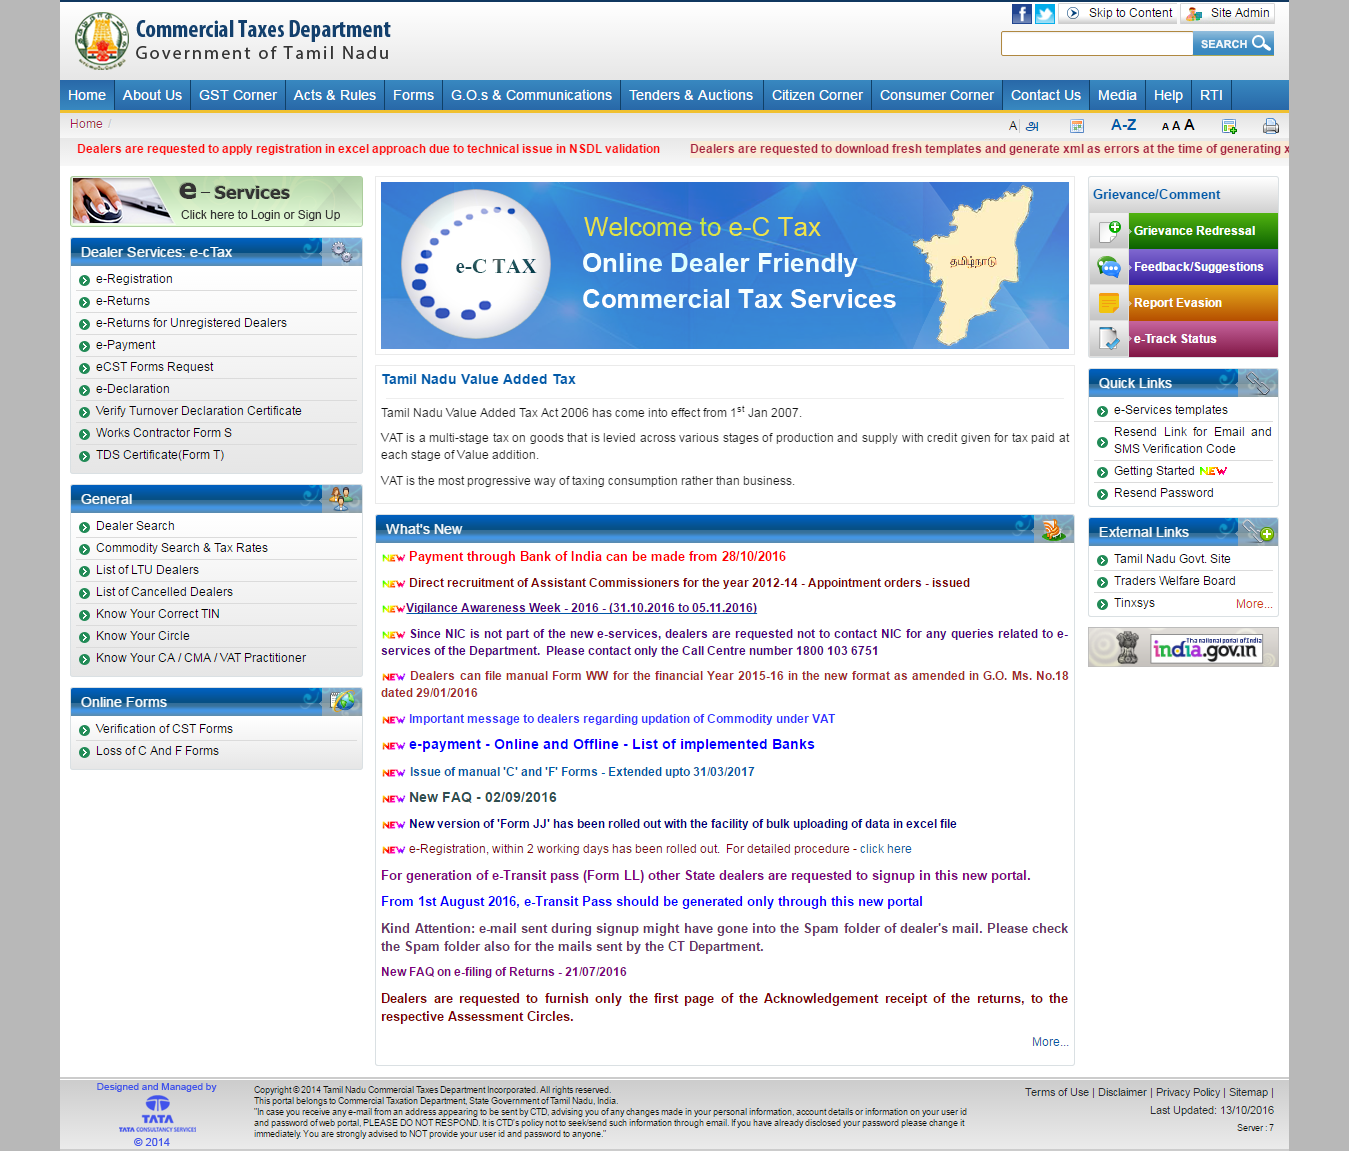 Commercial Taxes Department
Government of Tamil Nadu
Skip to Content
Site Admin
SEARCH
Home
About Us
GST Corner
Acts & Rules
Forms
G.O.s & Communications
Tenders & Auctions
Citizen Corner
Consumer Corner
Contact Us
Media
Help
RTI
Home /
A | அ
A-Z
A A A
Dealers are requested to apply registration in excel approach due to technical issue in NSDL validation
Dealers are requested to download fresh templates and generate xml as errors at the time of generating x
e – Services
Click here to Login or Sign Up
Dealer Services: e-cTax
e-Registration
e-Returns
e-Returns for Unregistered Dealers
e-Payment
eCST Forms Request
e-Declaration
Verify Turnover Declaration Certificate
Works Contractor Form S
TDS Certificate(Form T)
General
Dealer Search
Commodity Search & Tax Rates
List of LTU Dealers
List of Cancelled Dealers
Know Your Correct TIN
Know Your Circle
Know Your CA / CMA / VAT Practitioner
Online Forms
Verification of CST Forms
Loss of C And F Forms
e-C TAX
Welcome to e-C Tax
Online Dealer Friendly
Commercial Tax Services
தமிழ்நாடு
Tamil Nadu Value Added Tax
Tamil Nadu Value Added Tax Act 2006 has come into effect from 1st Jan 2007.
VAT is a multi-stage tax on goods that is levied across various stages of production and supply with credit given for tax paid at
each stage of Value addition.
VAT is the most progressive way of taxing consumption rather than business.
What's New
NEW Payment through Bank of India can be made from 28/10/2016
NEW Direct recruitment of Assistant Commissioners for the year 2012-14 - Appointment orders - issued
NEW Vigilance Awareness Week - 2016 - (31.10.2016 to 05.11.2016)
NEW Since NIC is not part of the new e-services, dealers are requested not to contact NIC for any queries related to e-
services of the Department. Please contact only the Call Centre number 1800 103 6751
NEW Dealers can file manual Form WW for the financial Year 2015-16 in the new format as amended in G.O. Ms. No.18
dated 29/01/2016
NEW Important message to dealers regarding updation of Commodity under VAT
NEW e-payment - Online and Offline - List of implemented Banks
NEW Issue of manual 'C' and 'F' Forms - Extended upto 31/03/2017
NEW New FAQ - 02/09/2016
NEW New version of 'Form JJ' has been rolled out with the facility of bulk uploading of data in excel file
NEW e-Registration, within 2 working days has been rolled out. For detailed procedure - click here
For generation of e-Transit pass (Form LL) other State dealers are requested to signup in this new portal.
From 1st August 2016, e-Transit Pass should be generated only through this new portal
Kind Attention: e-mail sent during signup might have gone into the Spam folder of dealer's mail. Please check
the Spam folder also for the mails sent by the CT Department.
New FAQ on e-filing of Returns - 21/07/2016
Dealers are requested to furnish only the first page of the Acknowledgement receipt of the returns, to the
respective Assessment Circles.
More...
Grievance/Comment
Grievance Redressal
Feedback/Suggestions
Report Evasion
e-Track Status
Quick Links
e-Services templates
Resend Link for Email and
SMS Verification Code
Getting Started NEW
Resend Password
External Links
Tamil Nadu Govt. Site
Traders Welfare Board
Tinxsys
More...
The national portal of India
india.gov.in
Designed and Managed by
TATA
TATA CONSULTANCY SERVICES
© 2014
Copyright © 2014 Tamil Nadu Commercial Taxes Department Incorporated. All rights reserved.
This portal belongs to Commercial Taxation Department, State Government of Tamil Nadu, India.
"In case you receive any e-mail from an address appearing to be sent by CTD, advising you of any changes made in your personal information, account details or information on your user id
and password of web portal, PLEASE DO NOT RESPOND. It is CTD's policy not to seek/send such information through email. If you have already disclosed your password please change it
immediately. You are strongly advised to NOT provide your user id and password to anyone."
Terms of Use | Disclaimer | Privacy Policy | Sitemap |
Last Updated: 13/10/2016
Server : 7